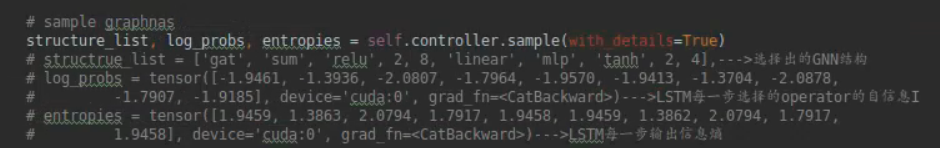 # sample graphnas
structure_list, log_probs, entropies = self.controller.sample(with_details=True)
# structrue_list = ['gat', 'sum', 'relu', 2, 8, 'linear', 'mlp', 'tanh', 2, 4],--->选择出的GNN结构
# log_probs = tensor([-1.9461, -1.3936, -2.0807, -1.7964, -1.9570, -1.9413, -1.3704, -2.0878,
#         -1.7907, -1.9185], device='cuda:0', grad_fn=<CatBackward>)--->LSTM每一步选择的operator的自信息I
# entropies = tensor([1.9459, 1.3863, 2.0794, 1.7917, 1.9458, 1.9459, 1.3862, 2.0794, 1.7917,
#         1.9458], device='cuda:0', grad_fn=<CatBackward>)--->LSTM每一步输出信息熵